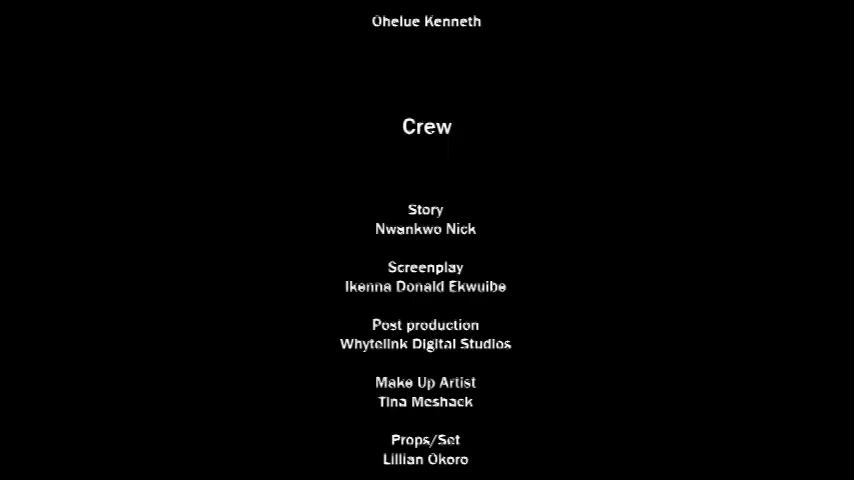 Ohelue Kenneth
Crew
Story
Nwankwo Nick
Screenplay
Ikenna Donald Ekwuibe
Post production
Whytelink Digital Studios
Make Up Artist
Tina Meshack
Props/Set
Lillian Okoro